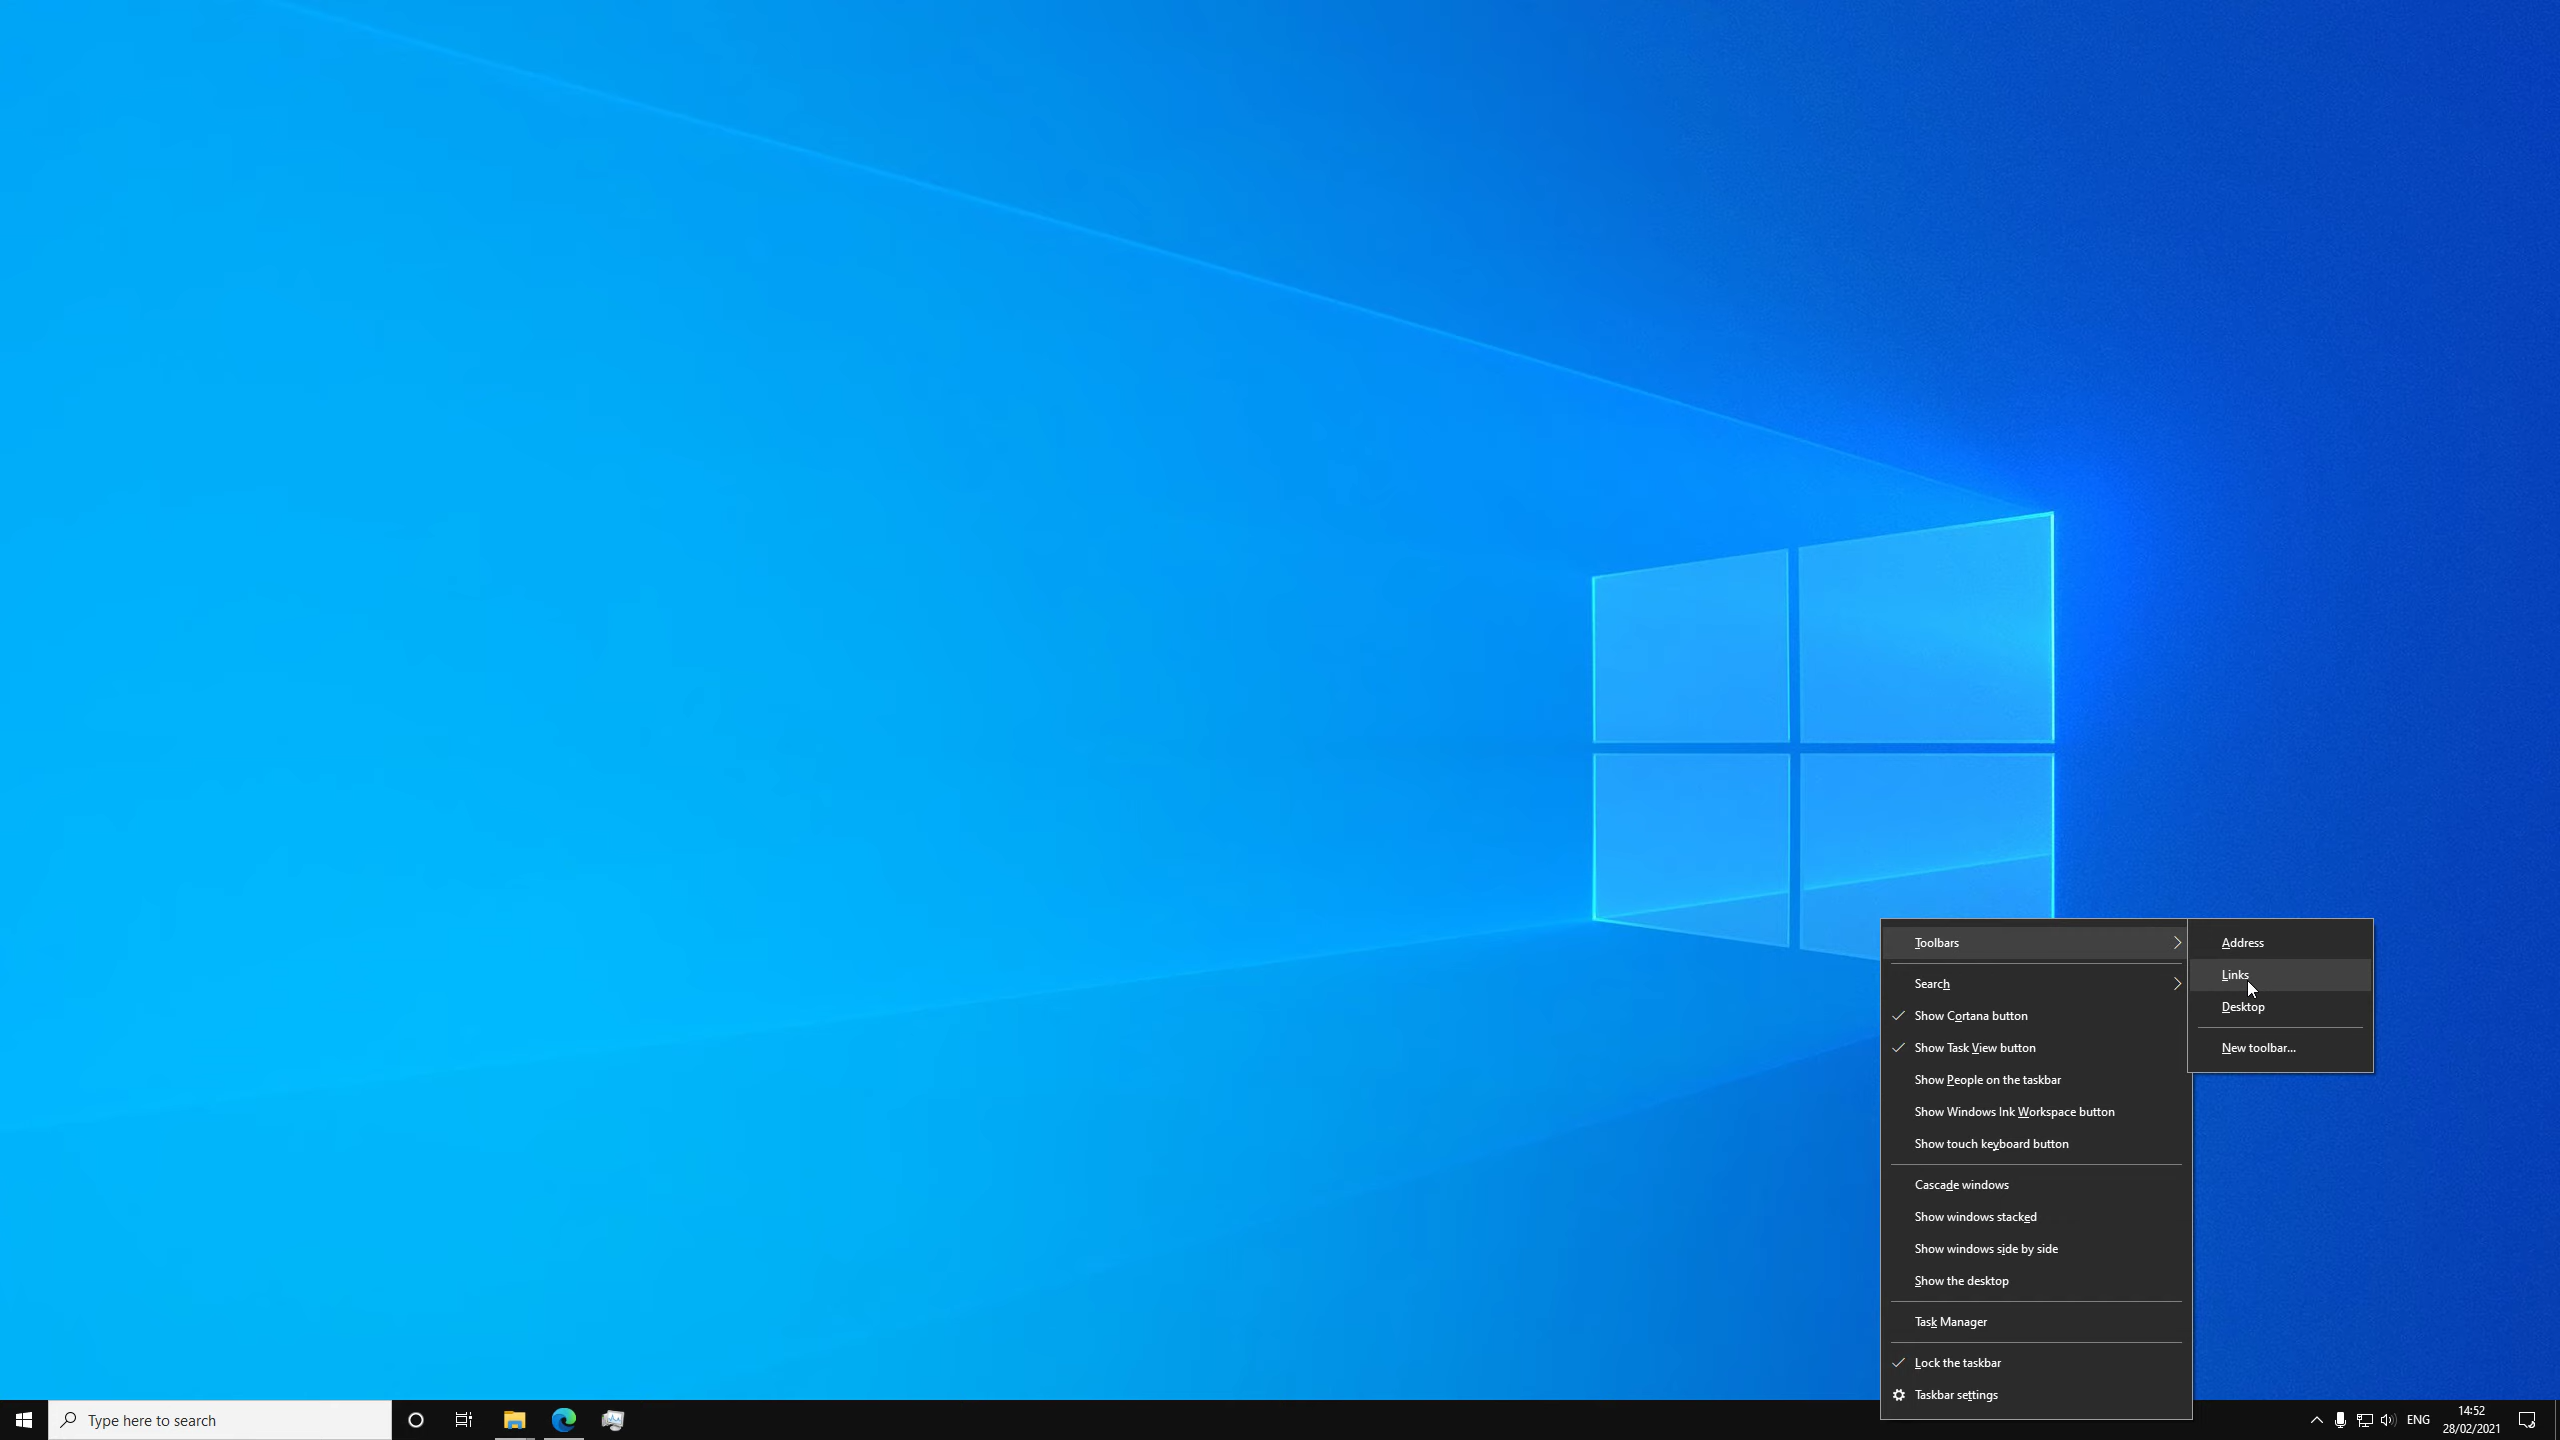 Toolbars
Search
Show Cortana button
Show Task View button
Show People on the taskbar
Show Windows Ink Workspace button
Show touch keyboard button
Cascade windows
Show windows stacked
Show windows side by side
Show the desktop
Task Manager
Lock the taskbar
Taskbar settings
Address
Links
Desktop
New toolbar...
Type here to search
ENG
14:52
28/02/2021